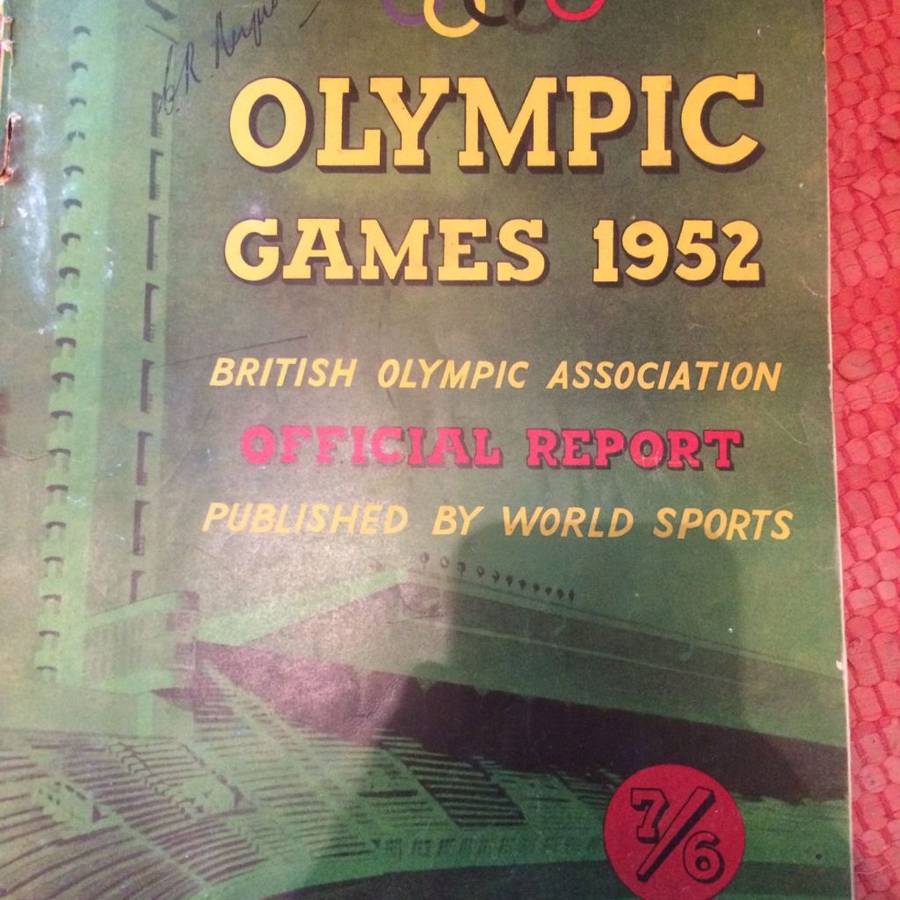 OLYMPIC
GAMES 1952
BRITISH OLYMPIC ASSOCIATION
OFFICIAL REPORT
PUBLISHED BY WORLD SPORTS
7/6